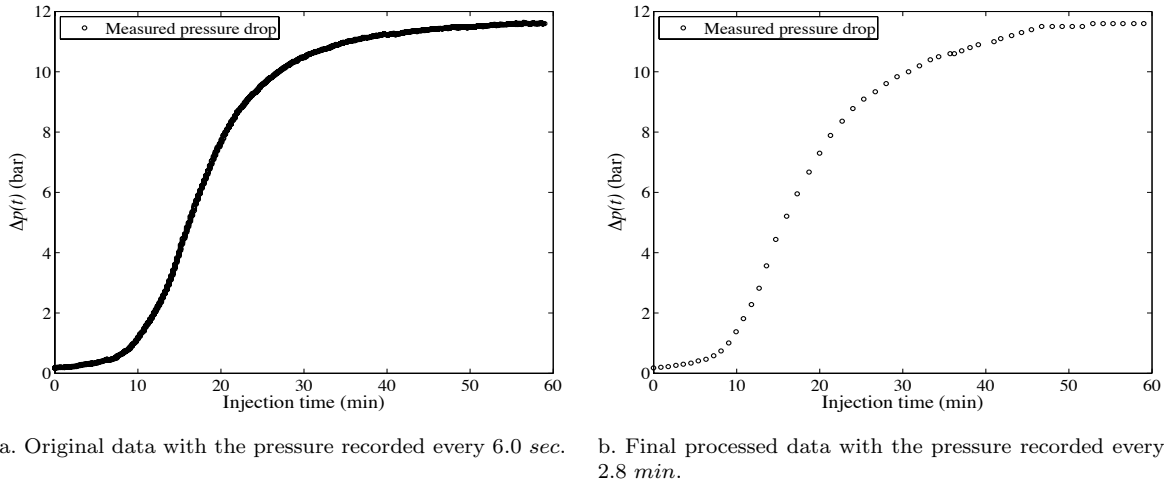 12
10
8
6
4
2
0
Δp(t) (bar)
Measured pressure drop
0 10 20 30 40 50 60
Injection time (min)
12
10
8
6
4
2
0
Δp(t) (bar)
Measured pressure drop
0 10 20 30 40 50 60
Injection time (min)
a. Original data with the pressure recorded every 6.0 sec.
b. Final processed data with the pressure recorded every
2.8 min.